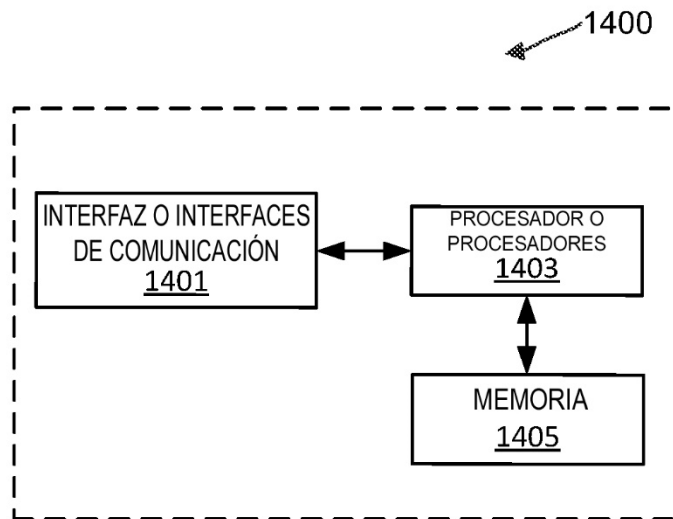 1400
INTERFAZ O INTERFACES
DE COMUNICACIÓN
1401
PROCESADOR O
PROCESADORES
1403
MEMORIA
1405